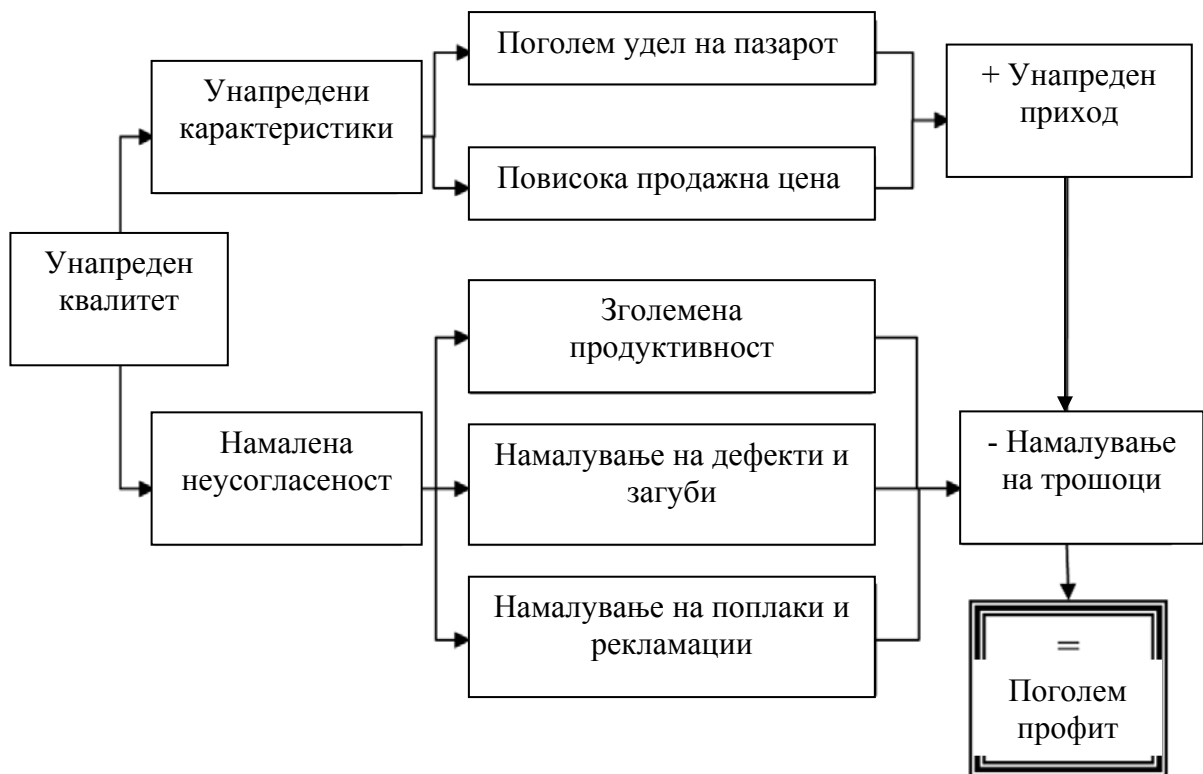 Поголем удел на пазарот
+ Унапреден
приход
Унапредени
карактеристики
Повисока продажна цена
Унапреден
квалитет
Зголемена
продуктивност
Намалена
неусогласеност
Намалување на дефекти и
загуби
- Намалување
на трошоци
Намалување на поплаки и
рекламации
=
Поголем
профит